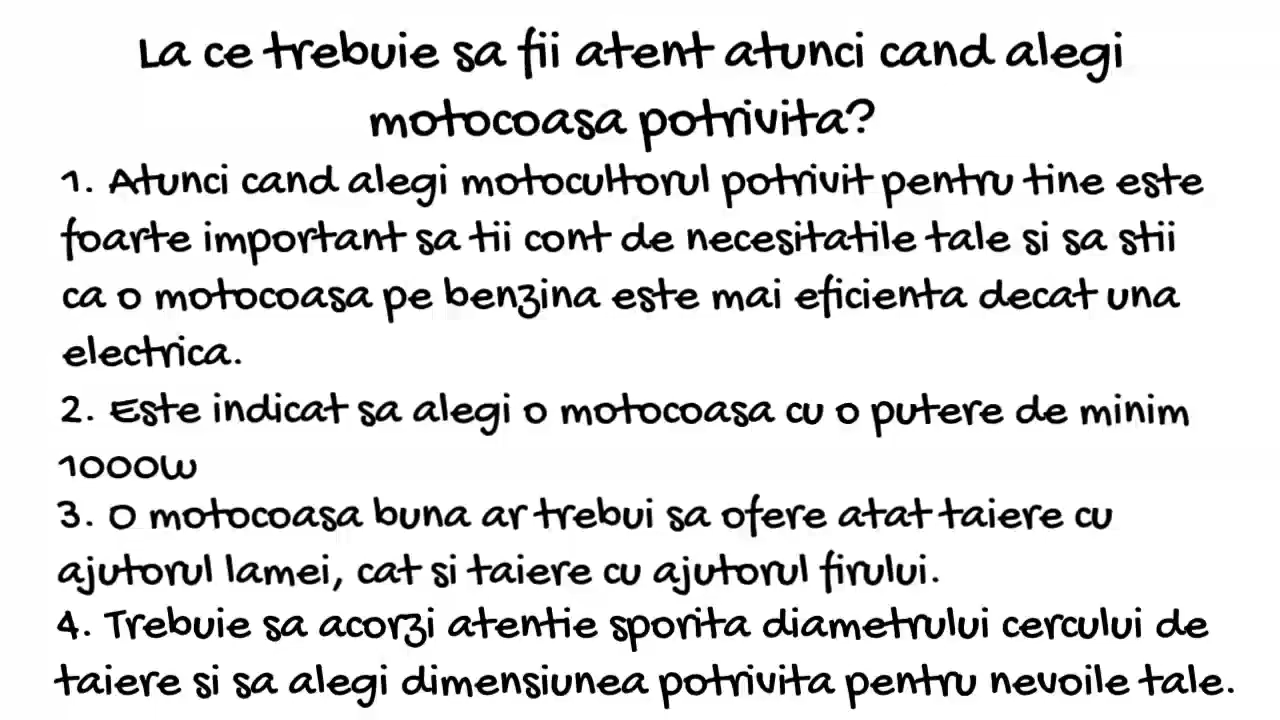 La ce trebuie sa fii atent atunci cand alegi
motocoasa potrivita?
1. Atunci cand alegi motocultorul potrivit pentru tine este
foarte important sa tii cont de necesitatile tale si sa stii
ca o motocoasa pe benzina este mai eficienta decat una
electrica.
2. Este indicat sa alegi o motocoasa cu o putere de minim
1000W
3. O motocoasa buna ar trebui sa ofere atat taiere cu
ajutorul lamei, cat si taiere cu ajutorul firului.
4. Trebuie sa acorzi atentie sporita diametrului cercului de
taiere si sa alegi dimensiunea potrivita pentru nevoile tale.